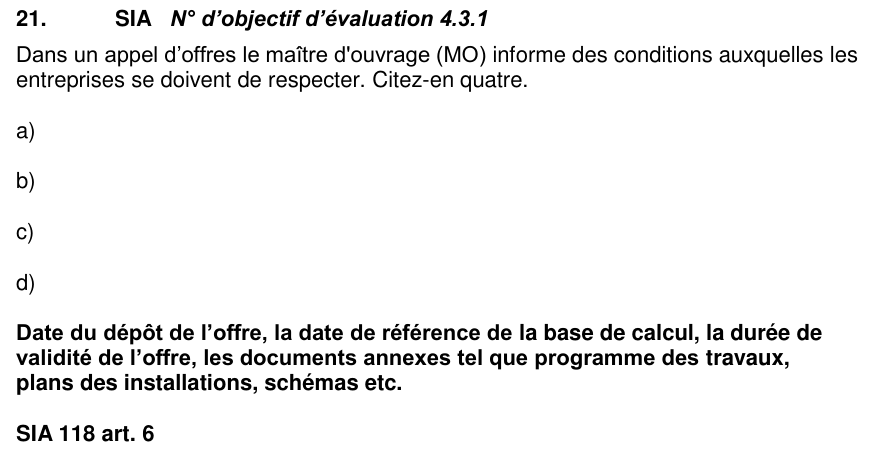 21. SIA N° d’objectif d’évaluation 4.3.1
Dans un appel d’offres le maître d'ouvrage (MO) informe des conditions auxquelles les
entreprises se doivent de respecter. Citez-en quatre.
a)
b)
c)
d)
Date du dépôt de l’offre, la date de référence de la base de calcul, la durée de
validité de l’offre, les documents annexes tel que programme des travaux,
plans des installations, schémas etc.
SIA 118 art. 6